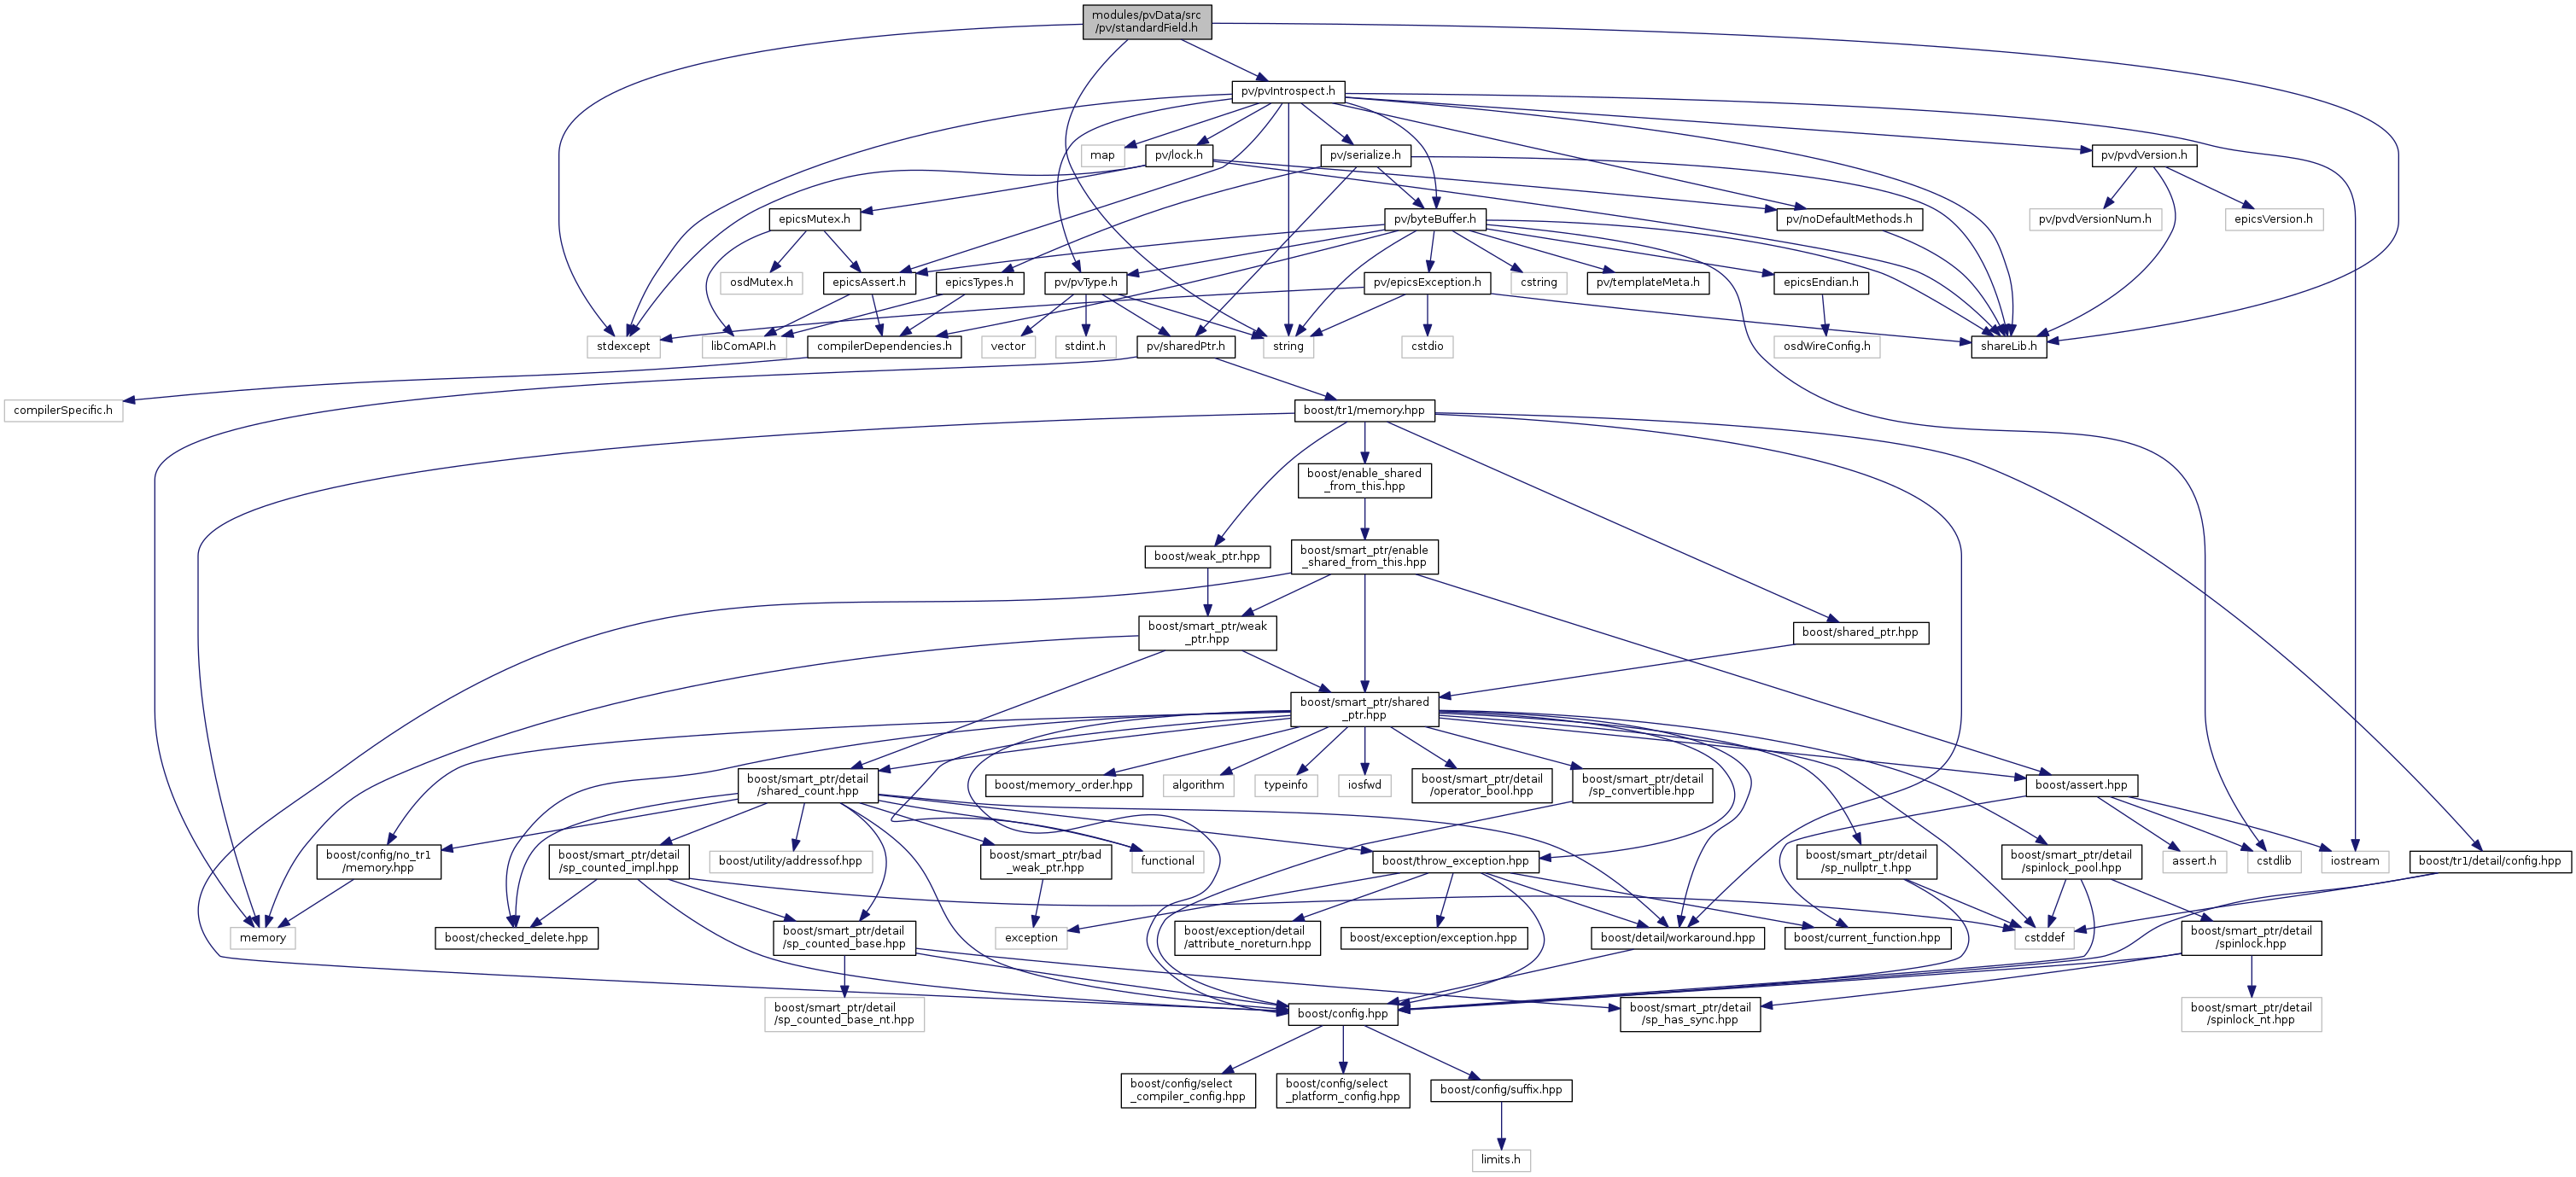 modules/pvData/src
/pv/standardField.h
pv/pvIntrospect.h
map
pv/lock.h
pv/serialize.h
pv/pvdVersion.h
epicsMutex.h
pv/byteBuffer.h
pv/noDefaultMethods.h
pv/pvdVersionNum.h
epicsVersion.h
osdMutex.h
epicsAssert.h
epicsTypes.h
pv/pvType.h
pv/epicsException.h
cstring
pv/templateMeta.h
epicsEndian.h
stdexcept
libComAPI.h
compilerDependencies.h
vector
stdint.h
pv/sharedPtr.h
string
cstdio
osdWireConfig.h
shareLib.h
compilerSpecific.h
boost/tr1/memory.hpp
boost/enable_shared
_from_this.hpp
boost/weak_ptr.hpp
boost/smart_ptr/enable
_shared_from_this.hpp
boost/smart_ptr/weak
_ptr.hpp
boost/shared_ptr.hpp
boost/smart_ptr/shared
_ptr.hpp
boost/smart_ptr/detail
/shared_count.hpp
boost/memory_order.hpp
algorithm
typeinfo
iosfwd
boost/smart_ptr/detail
/operator_bool.hpp
boost/smart_ptr/detail
/sp_convertible.hpp
boost/assert.hpp
boost/config/no_tr1
/memory.hpp
boost/smart_ptr/detail
/sp_counted_impl.hpp
boost/utility/addressof.hpp
boost/smart_ptr/bad
_weak_ptr.hpp
functional
boost/throw_exception.hpp
boost/smart_ptr/detail
/sp_nullptr_t.hpp
boost/smart_ptr/detail
/spinlock_pool.hpp
assert.h
cstdlib
iostream
boost/tr1/detail/config.hpp
memory
boost/checked_delete.hpp
boost/smart_ptr/detail
/sp_counted_base.hpp
exception
boost/exception/detail
/attribute_noreturn.hpp
boost/exception/exception.hpp
boost/detail/workaround.hpp
boost/current_function.hpp
cstddef
boost/smart_ptr/detail
/spinlock.hpp
boost/smart_ptr/detail
/sp_counted_base_nt.hpp
boost/config.hpp
boost/smart_ptr/detail
/sp_has_sync.hpp
boost/smart_ptr/detail
/spinlock_nt.hpp
boost/config/select
_compiler_config.hpp
boost/config/select
_platform_config.hpp
boost/config/suffix.hpp
limits.h